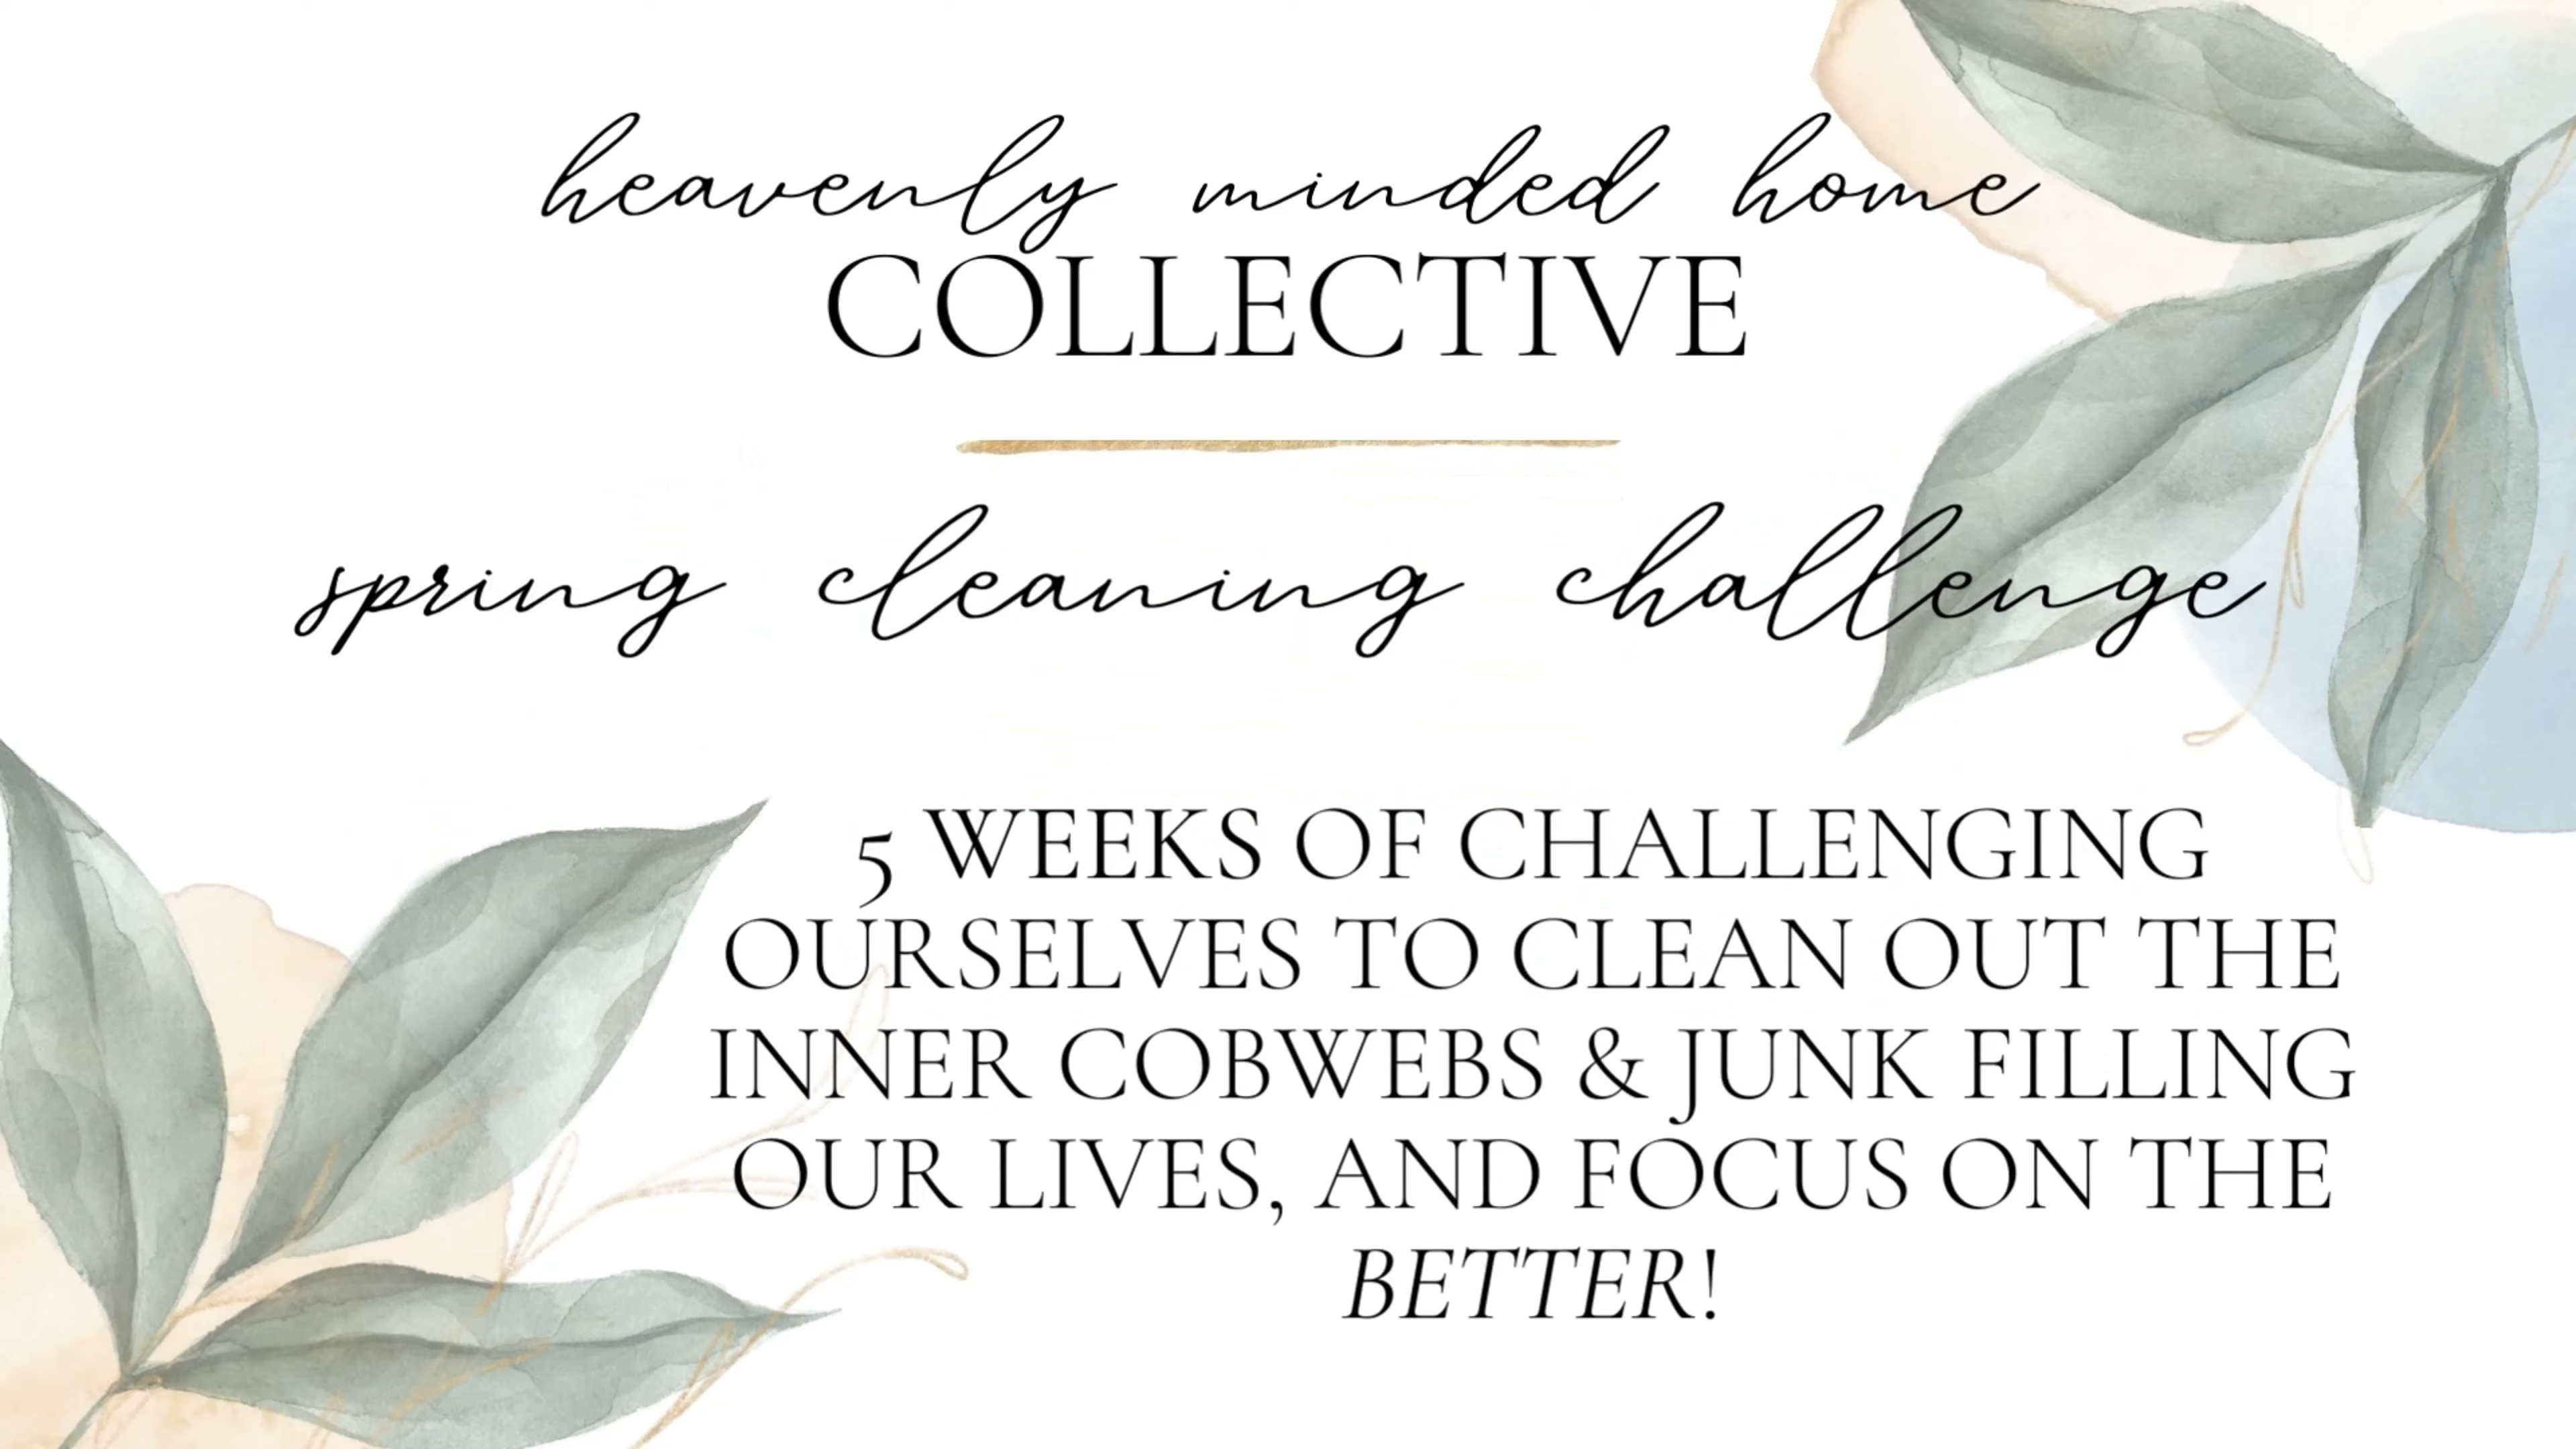 heavenly minded home
COLLECTIVE
spring cleaning challenge
5 WEEKS OF CHALLENGING
OURSELVES TO CLEAN OUT THE
INNER COBWEBS & JUNK FILLING
OUR LIVES, AND FOCUS ON THE
BETTER!